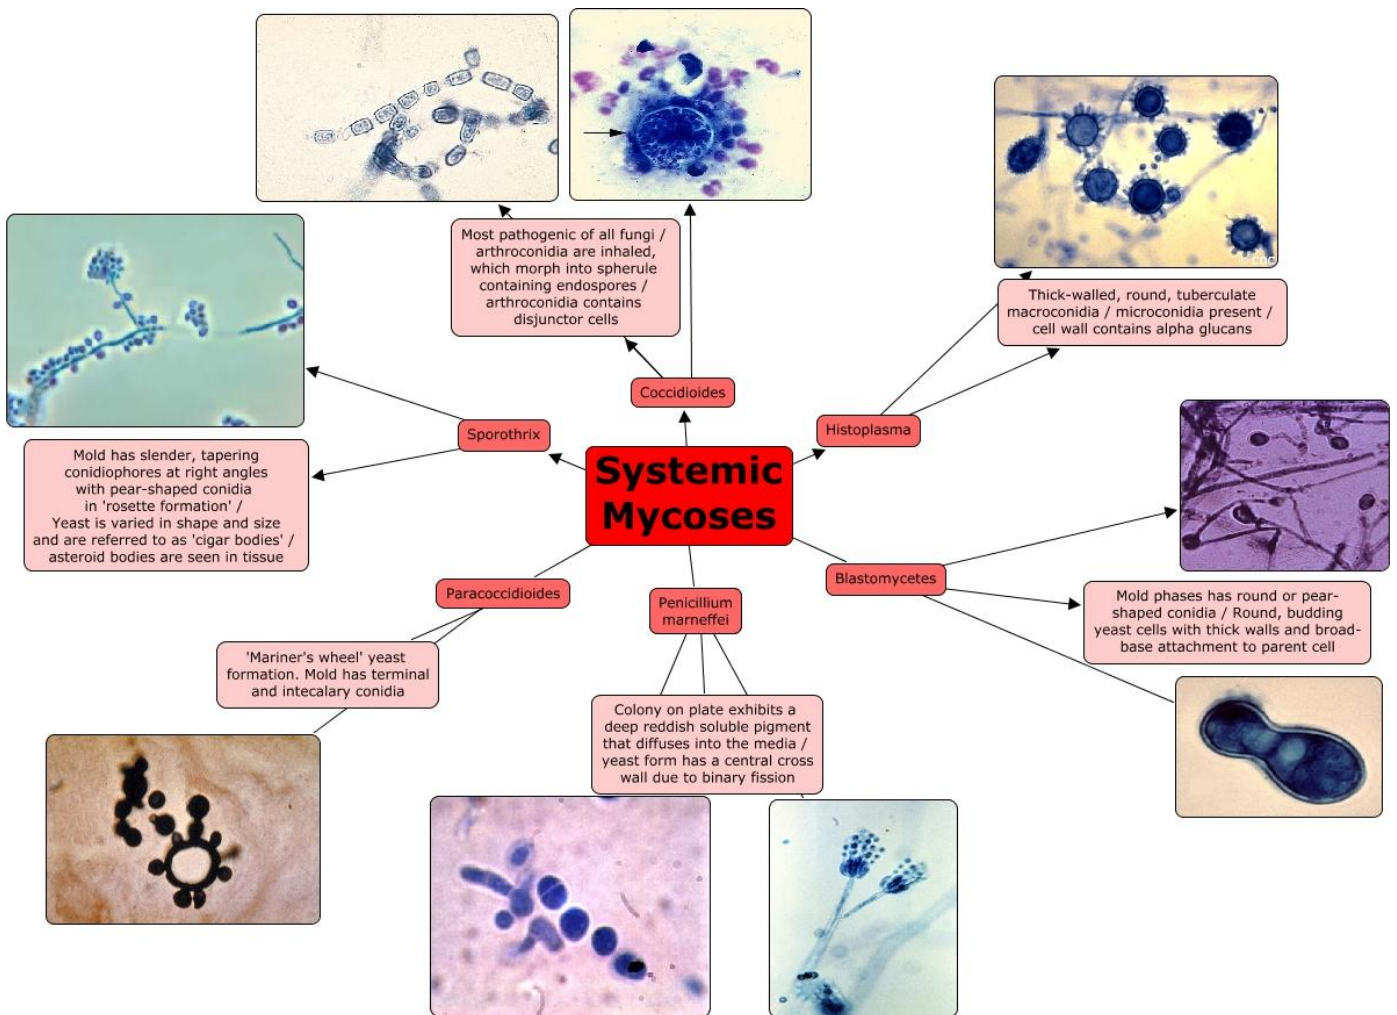 Most pathogenic of all fungi /
arthroconidia are inhaled,
which morph into spherule
containing endospores /
arthroconidia contains
disjunctor cells
CDC
Thick-walled, round, tuberculate
macroconidia / microconidia present /
cell wall contains alpha glucans
Coccidioides
Histoplasma
Sporothrix
Mold has slender, tapering
conidiophores at right angles
with pear-shaped conidia
in 'rosette formation' /
Yeast is varied in shape and size
and are referred to as 'cigar bodies' /
asteroid bodies are seen in tissue
Systemic
Mycoses
Blastomycetes
Mold phases has round or pear-
shaped conidia / Round, budding
yeast cells with thick walls and broad-
base attachment to parent cell
Paracoccidioides
'Mariner's wheel' yeast
formation. Mold has terminal
and intecalary conidia
Penicillium
marneffei
Colony on plate exhibits a
deep reddish soluble pigment
that diffuses into the media /
yeast form has a central cross
wall due to binary fission